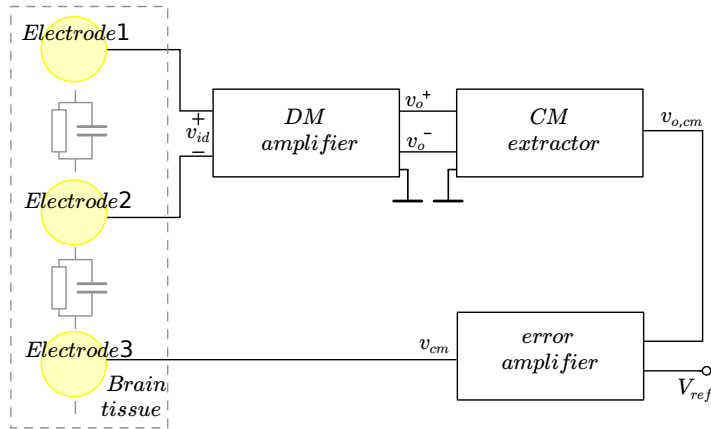 Electrode1
+
v_id
−
DM
amplifier
v_o^+
v_o^−
CM
extractor
v_o,cm
Electrode2
Electrode3
v_cm
error
amplifier
V_ref
Brain
tissue